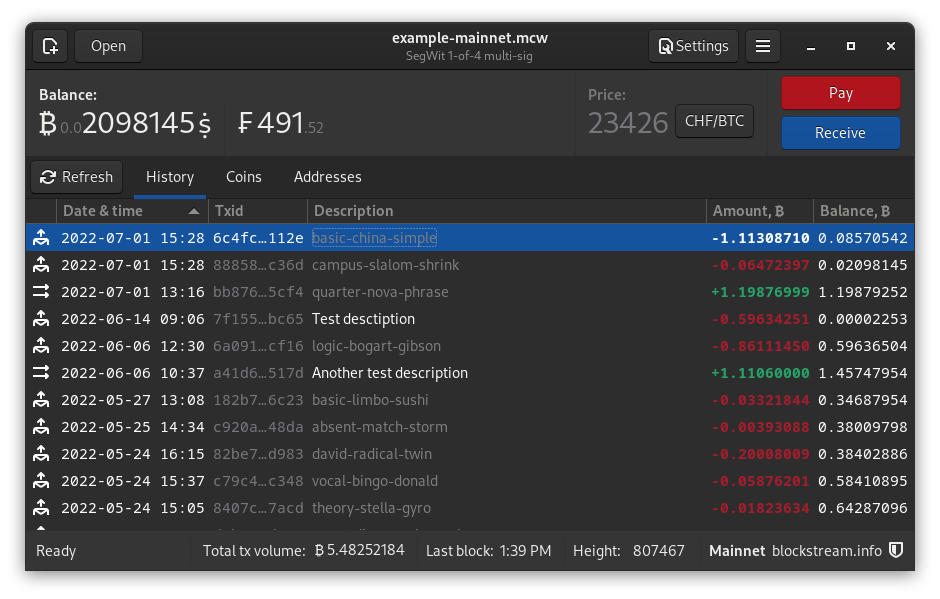 Open
example-mainnet.mcw
SegWit 1-of-4 multi-sig
Settings
Balance:
₿ 0.02098145 ₷
₣ 491.52
Price:
23426 CHF/BTC
Pay
Receive
Refresh History Coins Addresses
Date & time Txid Description Amount, ₿ Balance, ₿
2022-07-01 15:28 6c4fc…112e basic-china-simple -1.11308710 0.08570542
2022-07-01 15:28 88858…c36d campus-slalom-shrink -0.06472397 0.02098145
2022-07-01 13:16 bb876…5cf4 quarter-nova-phrase +1.19876999 1.19879252
2022-06-14 09:06 7f155…bc65 Test desctiption -0.59634251 0.00002253
2022-06-06 12:30 6a091…cf16 logic-bogart-gibson -0.86111450 0.59636504
2022-06-06 10:37 a41d6…517d Another test description +1.11060000 1.45747954
2022-05-27 13:08 182b7…6c23 basic-limbo-sushi -0.03321844 0.34687954
2022-05-25 14:34 c920a…48da absent-match-storm -0.00393088 0.38009798
2022-05-24 16:15 82be7…d983 david-radical-twin -0.20008009 0.38402886
2022-05-24 15:37 c79c4…c348 vocal-bingo-donald -0.05876201 0.58410895
2022-05-24 15:05 8407c…7acd theory-stella-gyro -0.01823634 0.64287096
Ready Total tx volume: ₿ 5.48252184 Last block: 1:39 PM Height: 807467 Mainnet blockstream.info